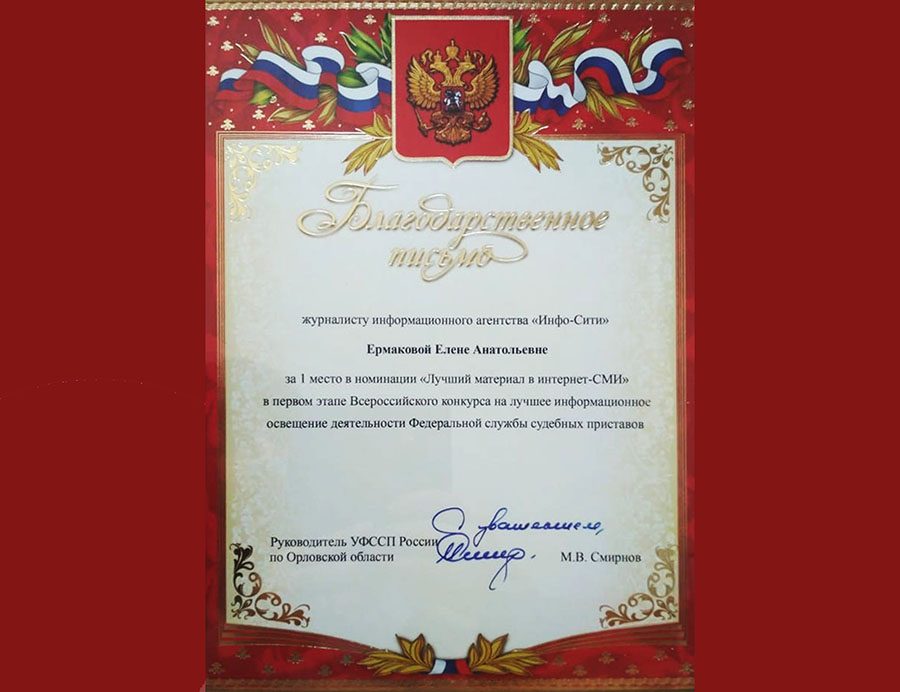 Благодарственное
письмо
журналисту информационного агентства «Инфо-Сити»
Ермаковой Елене Анатольевне
за 1 место в номинации «Лучший материал в интернет-СМИ»
в первом этапе Всероссийского конкурса на лучшее информационное
освещение деятельности Федеральной службы судебных приставов
С уважением,
Руководитель УФССП России
по Орловской области М.В. Смирнов